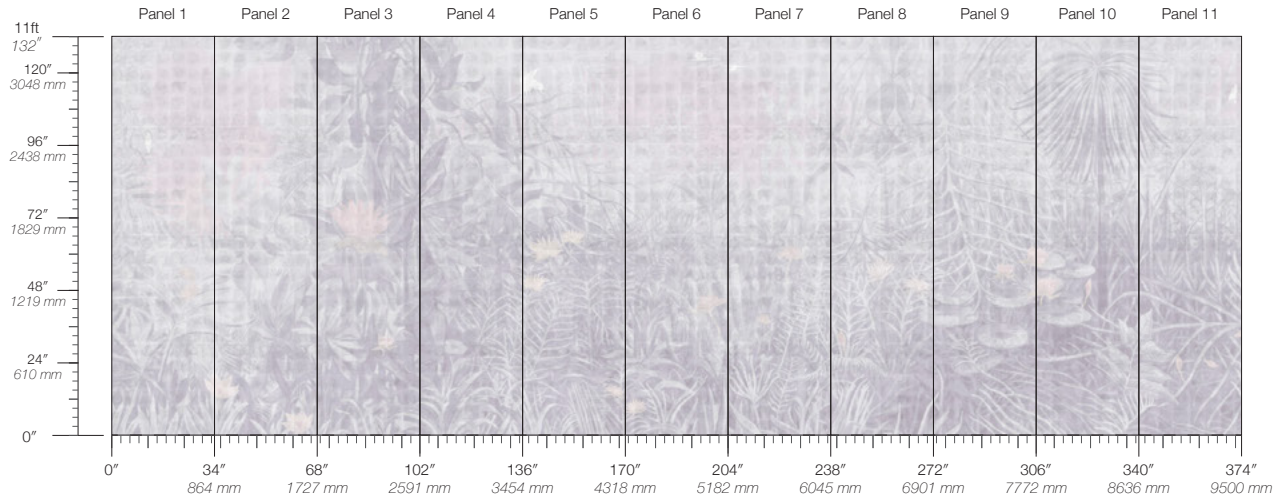 Panel 1 Panel 2 Panel 3 Panel 4 Panel 5 Panel 6 Panel 7 Panel 8 Panel 9 Panel 10 Panel 11
11ft
132″
120″
3048 mm
96″
2438 mm
72″
1829 mm
48″
1219 mm
24″
610 mm
0″
0″ 34″ 68″ 102″ 136″ 170″ 204″ 238″ 272″ 306″ 340″ 374″
864 mm 1727 mm 2591 mm 3454 mm 4318 mm 5182 mm 6045 mm 6901 mm 7772 mm 8636 mm 9500 mm